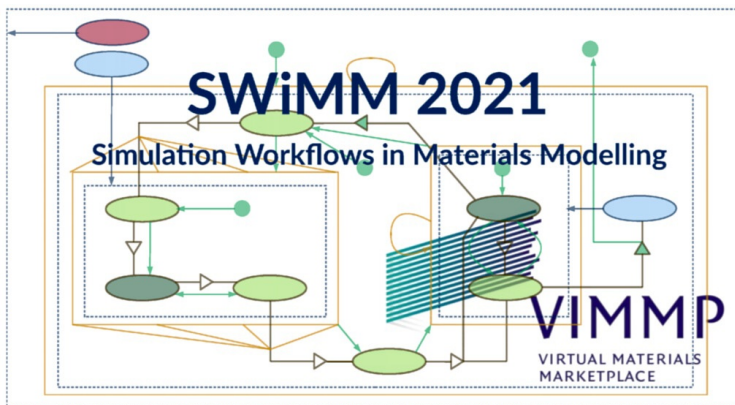 SWiMM 2021
Simulation Workflows in Materials Modelling
VIMMP
VIRTUAL MATERIALS
MARKETPLACE